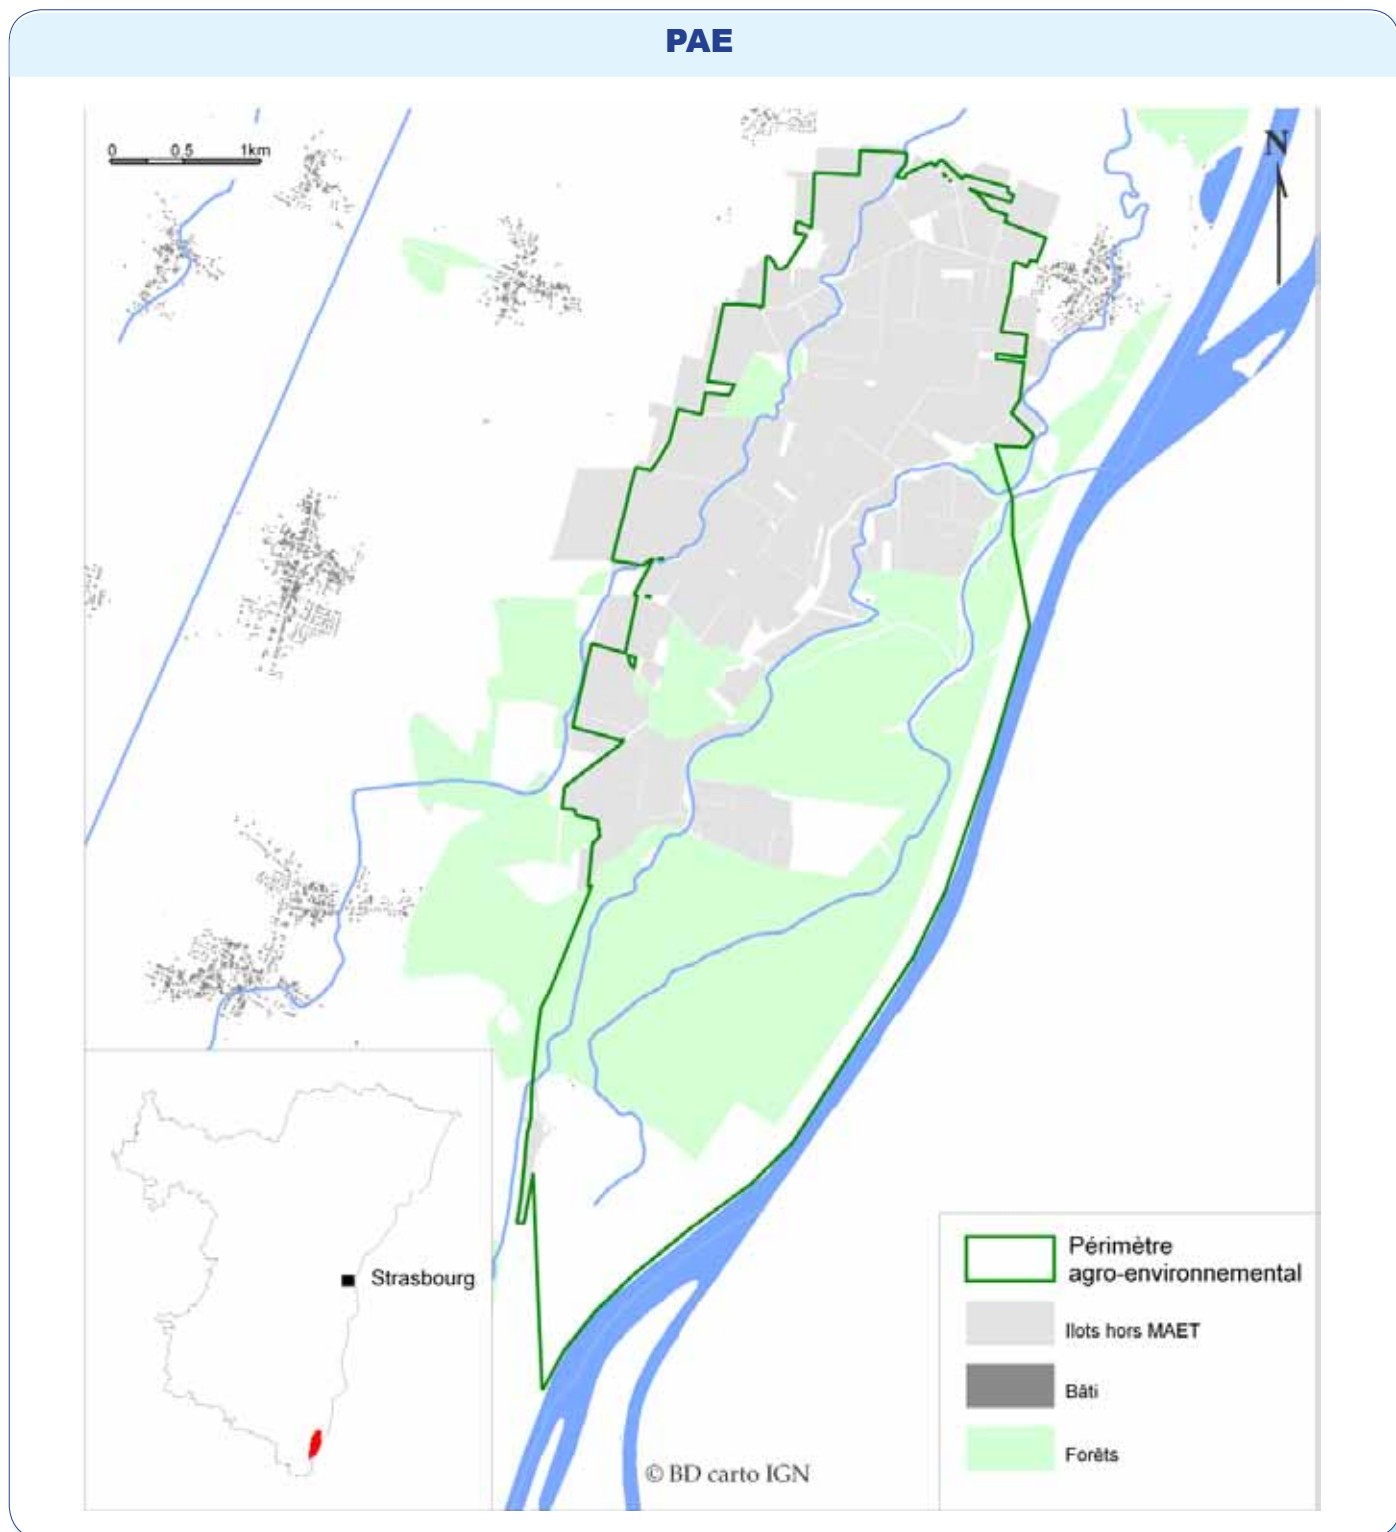 PAE
0 0.5 1km
N
Strasbourg
Périmètre
agro-environnemental
Ilots hors MAET
Bâti
Forêts
© BD carto IGN